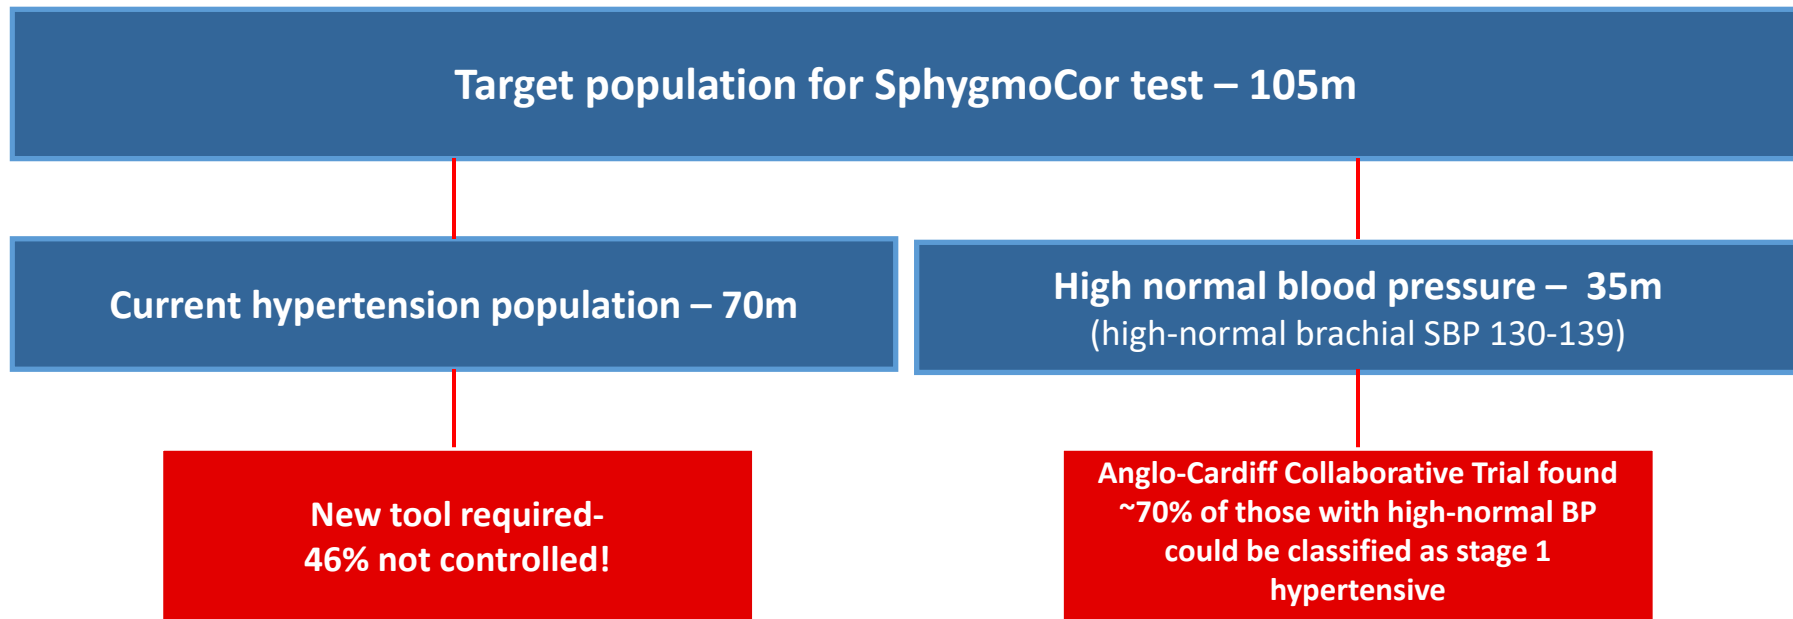 Target population for SphygmoCor test – 105m
Current hypertension population – 70m
High normal blood pressure –  35m
(high-normal brachial SBP 130-139)
New tool required-
46% not controlled!
Anglo-Cardiff Collaborative Trial found
~70% of those with high-normal BP
could be classified as stage 1
hypertensive